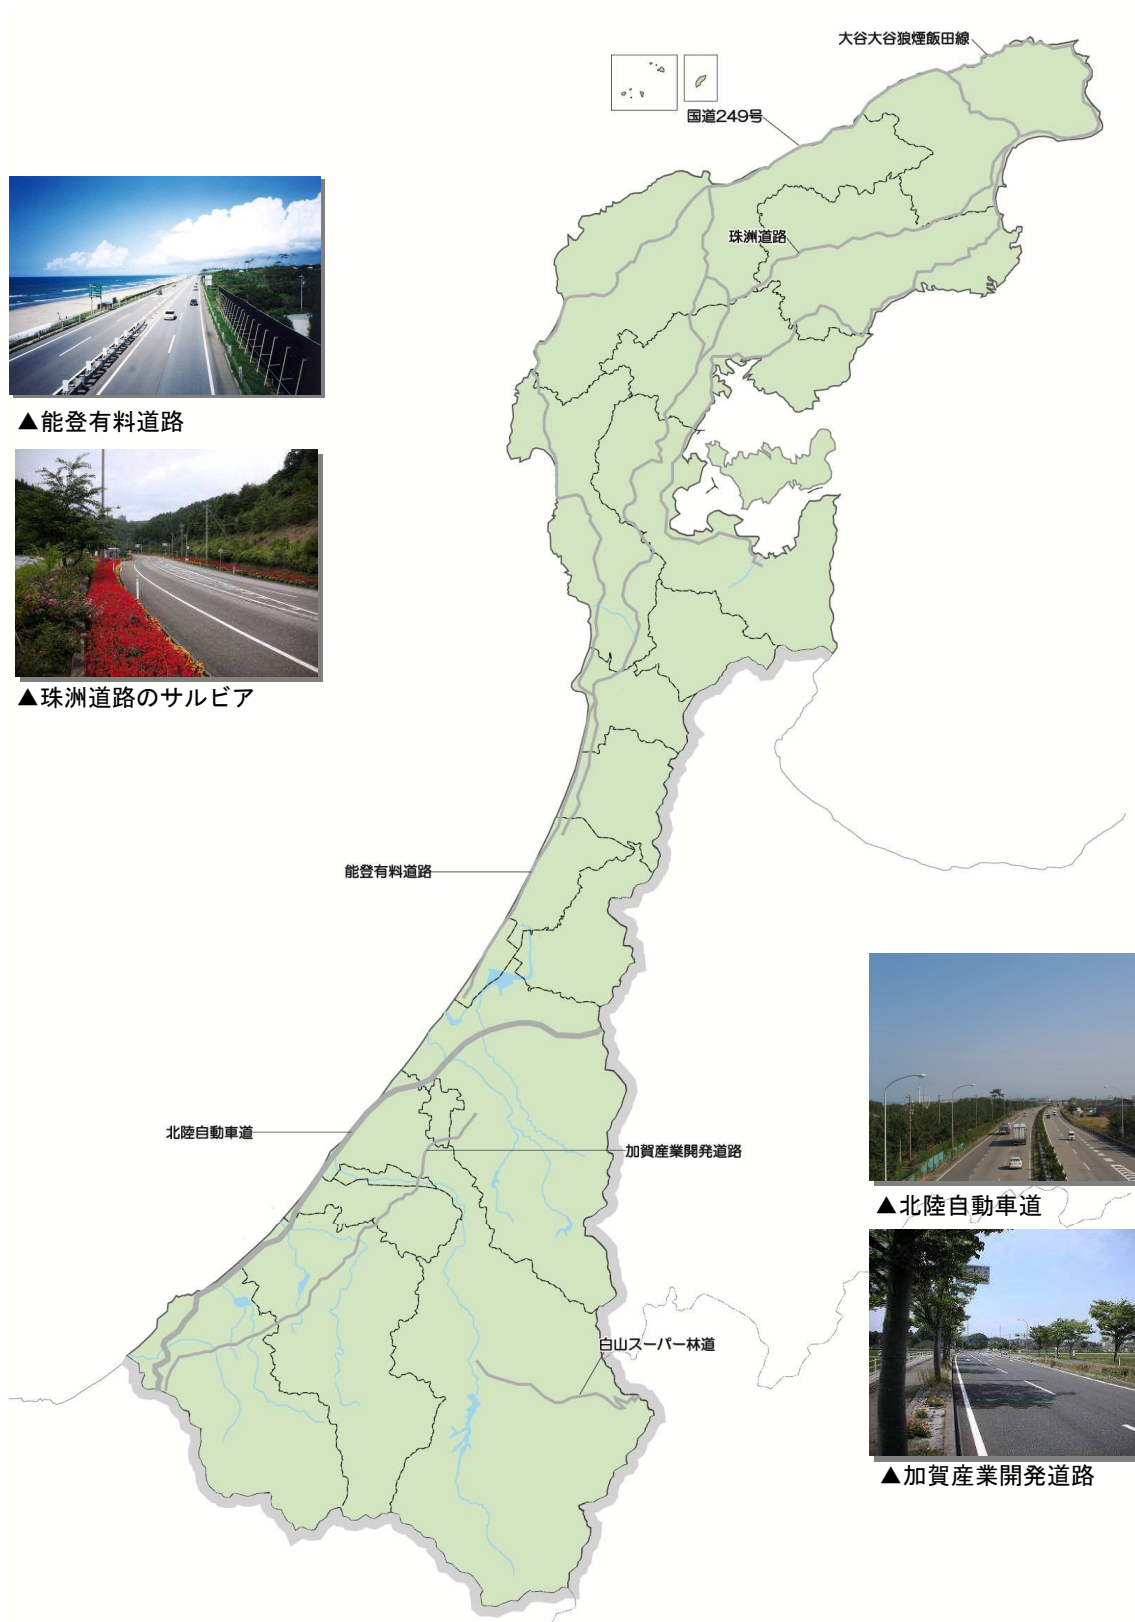 大谷大谷狼煙飯田線
国道249号
珠洲道路
▲能登有料道路
▲珠洲道路のサルビア
能登有料道路
北陸自動車道
加賀産業開発道路
▲北陸自動車道
白山スーパー林道
▲加賀産業開発道路